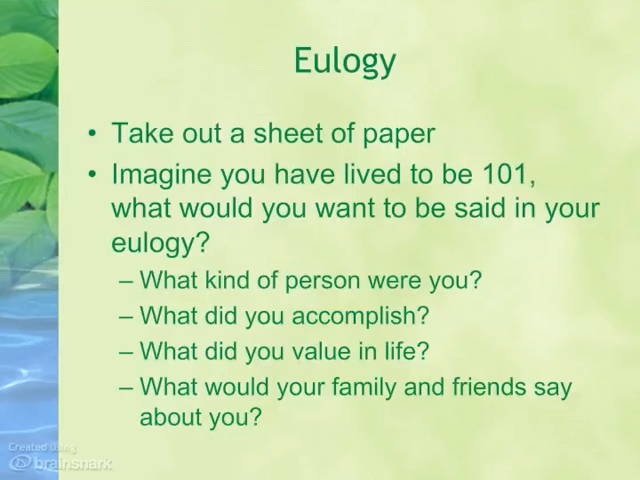 Eulogy
• Take out a sheet of paper
• Imagine you have lived to be 101,
what would you want to be said in your
eulogy?
– What kind of person were you?
– What did you accomplish?
– What did you value in life?
– What would your family and friends say
about you?
Created using
brainshark